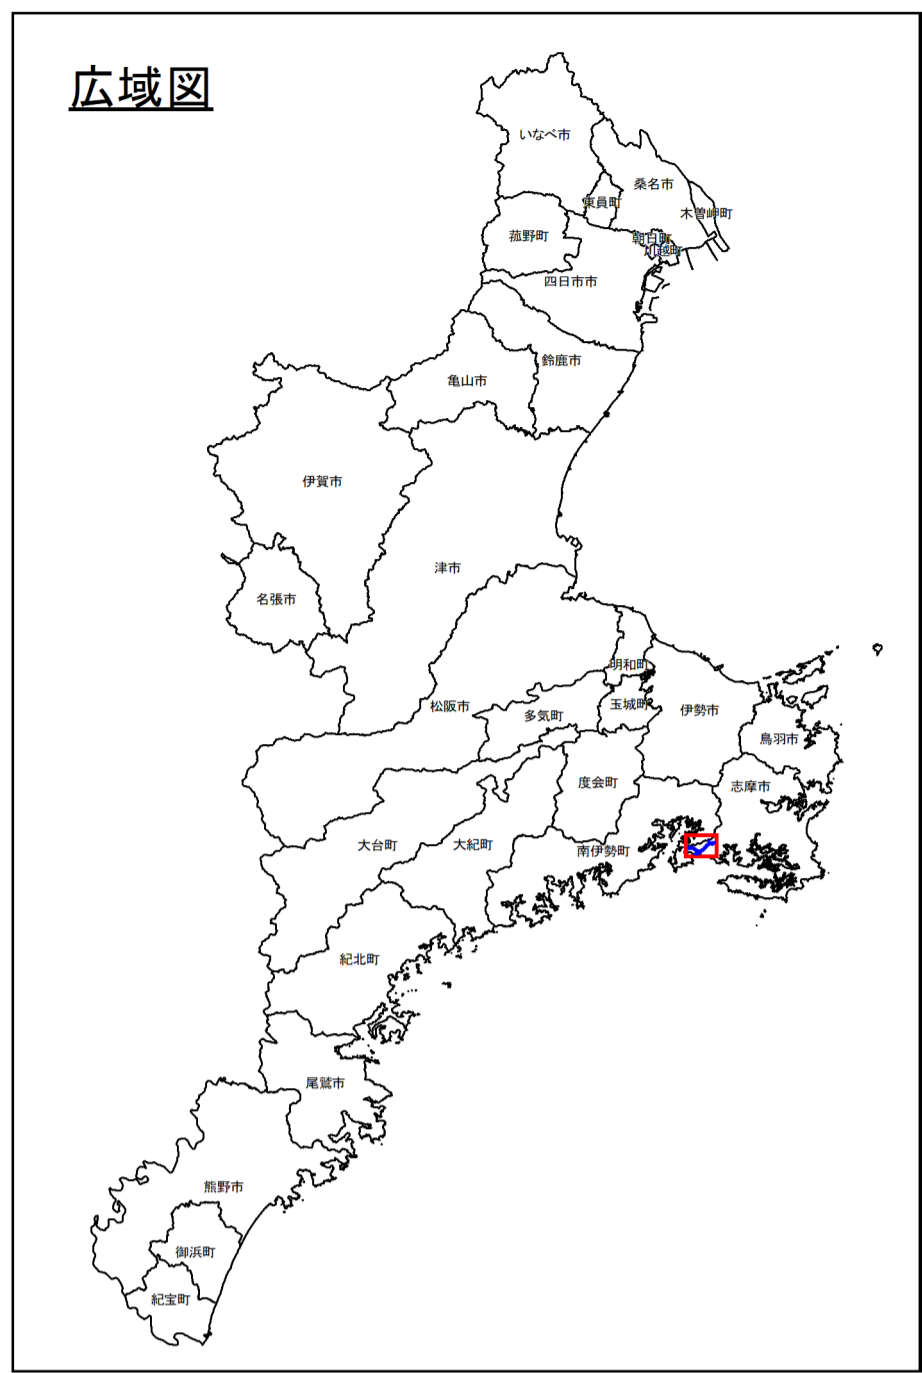 広域図
いなべ市
桑名市
東員町
木曽岬町
菰野町
朝日町
川越町
四日市市
鈴鹿市
亀山市
伊賀市
津市
名張市
明和町
松阪市
玉城町
伊勢市
多気町
鳥羽市
度会町
志摩市
大台町
大紀町
南伊勢町
紀北町
尾鷲市
熊野市
御浜町
紀宝町